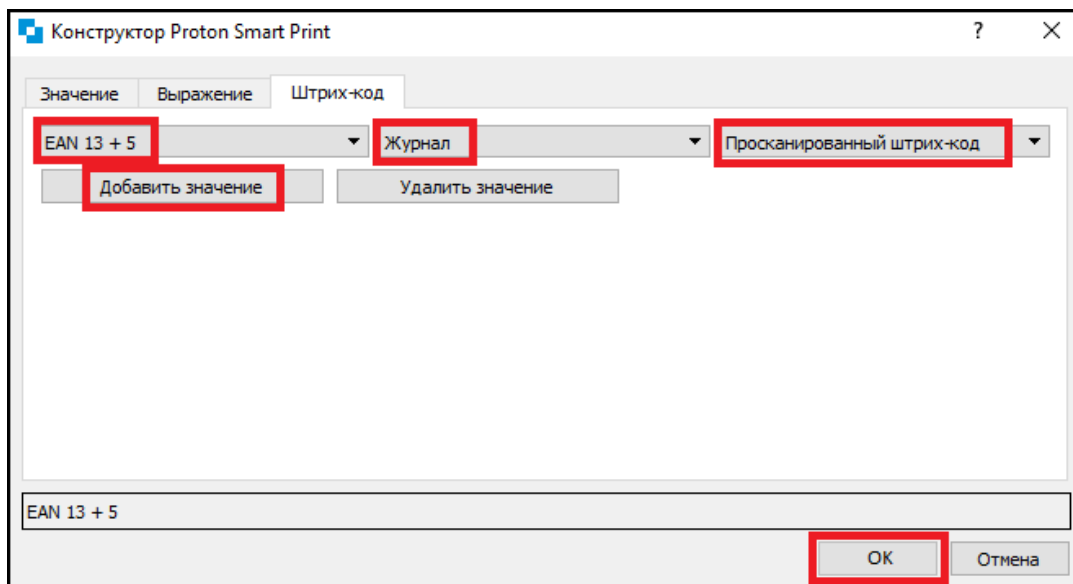 Конструктор Proton Smart Print ?
Значение Выражение Штрих-код
EAN 13 + 5 Журнал Просканированный штрих-код
Добавить значение Удалить значение
EAN 13 + 5
OK Отмена